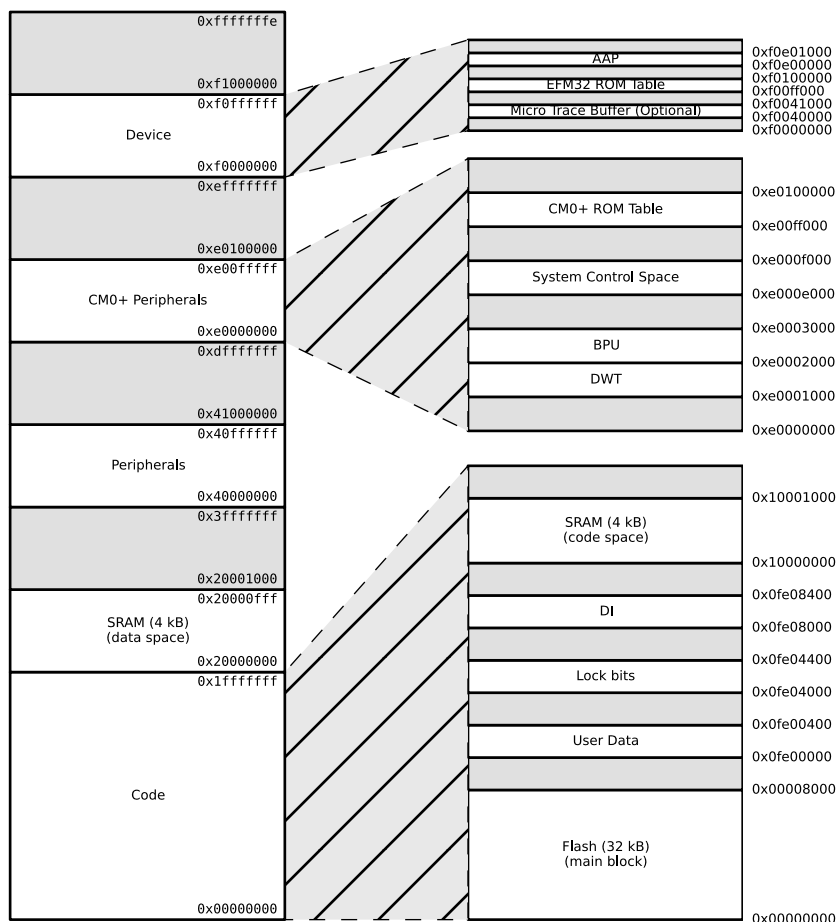 0xfffffffe
0xf1000000
0xf0ffffff
Device
0xf0000000
0xefffffff
0xe0100000
0xe00fffff
CM0+ Peripherals
0xe0000000
0xdfffffff
0x41000000
0x40ffffff
Peripherals
0x40000000
0x3fffffff
0x20001000
0x20000fff
SRAM (4 kB)
(data space)
0x20000000
0x1fffffff
Code
0x00000000
0xf0e01000
AAP
0xf0e00000
0xf0100000
EFM32 ROM Table
0xf00ff000
0xf0041000
Micro Trace Buffer (Optional)
0xf0040000
0xf0000000
0xe0100000
CM0+ ROM Table
0xe00ff000
0xe000f000
System Control Space
0xe000e000
0xe0003000
BPU
0xe0002000
DWT
0xe0001000
0xe0000000
0x10001000
SRAM (4 kB)
(code space)
0x10000000
0x0fe08400
DI
0x0fe08000
0x0fe04400
Lock bits
0x0fe04000
0x0fe00400
User Data
0x0fe00000
0x00008000
Flash (32 kB)
(main block)
0x00000000